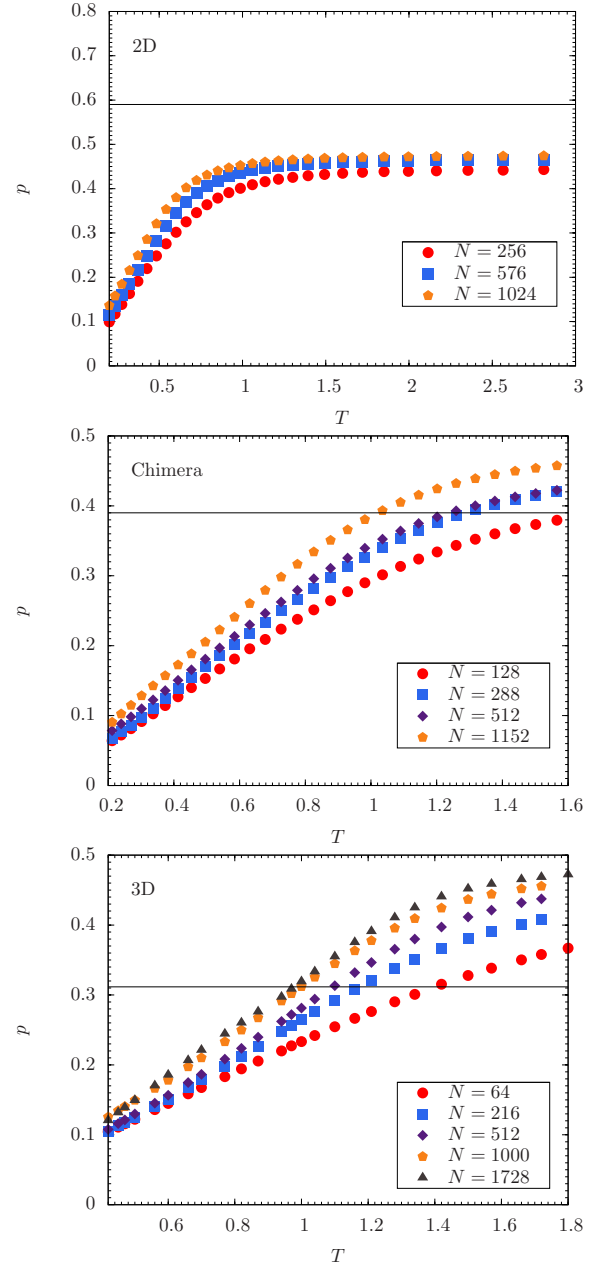 0.8
0.7
0.6
0.5
0.4
0.3
0.2
0.1
0
p
2D
N = 256
N = 576
N = 1024
0.5 1 1.5 2 2.5 3
T
0.5
0.4
0.3
0.2
0.1
0
p
Chimera
N = 128
N = 288
N = 512
N = 1152
0.2 0.4 0.6 0.8 1 1.2 1.4 1.6
T
0.5
0.4
0.3
0.2
0.1
0
p
3D
N = 64
N = 216
N = 512
N = 1000
N = 1728
0.6 0.8 1 1.2 1.4 1.6 1.8
T